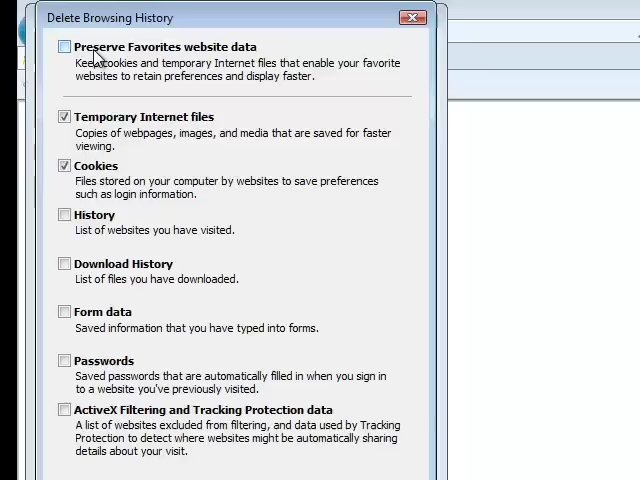 Delete Browsing History
Preserve Favorites website data
Keep cookies and temporary Internet files that enable your favorite
websites to retain preferences and display faster.
Temporary Internet files
Copies of webpages, images, and media that are saved for faster
viewing.
Cookies
Files stored on your computer by websites to save preferences
such as login information.
History
List of websites you have visited.
Download History
List of files you have downloaded.
Form data
Saved information that you have typed into forms.
Passwords
Saved passwords that are automatically filled in when you sign in
to a website you've previously visited.
ActiveX Filtering and Tracking Protection data
A list of websites excluded from filtering, and data used by Tracking
Protection to detect where websites might be automatically sharing
details about your visit.